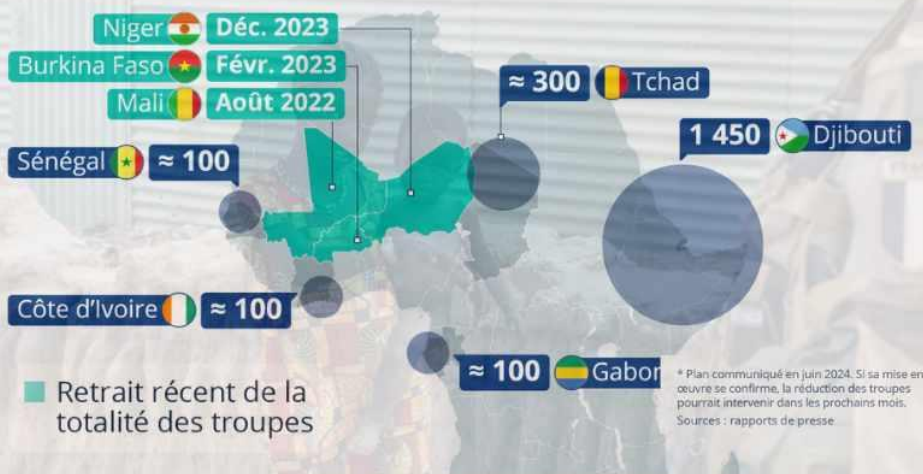 Niger Déc. 2023
Burkina Faso Févr. 2023
Mali Août 2022
≈ 300 Tchad
1 450 Djibouti
Sénégal ≈ 100
Côte d'Ivoire ≈ 100
≈ 100 Gabon
Retrait récent de la
totalité des troupes
* Plan communiqué en juin 2024. Si sa mise en
œuvre se confirme, la réduction des troupes
pourrait intervenir dans les prochains mois.
Sources : rapports de presse